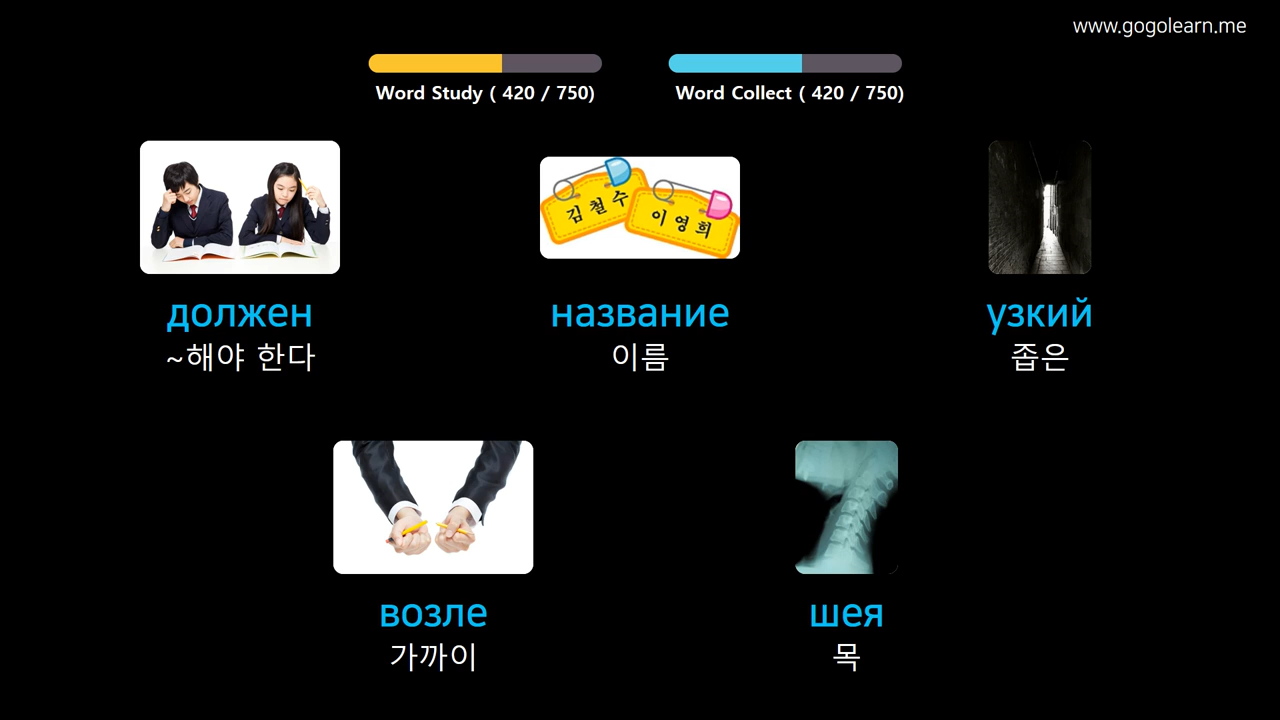 www.gogolearn.me
Word Study ( 420 / 750)
Word Collect ( 420 / 750)
김철수
이영희
должен
~해야 한다
название
이름
узкий
좁은
возле
가까이
шея
목